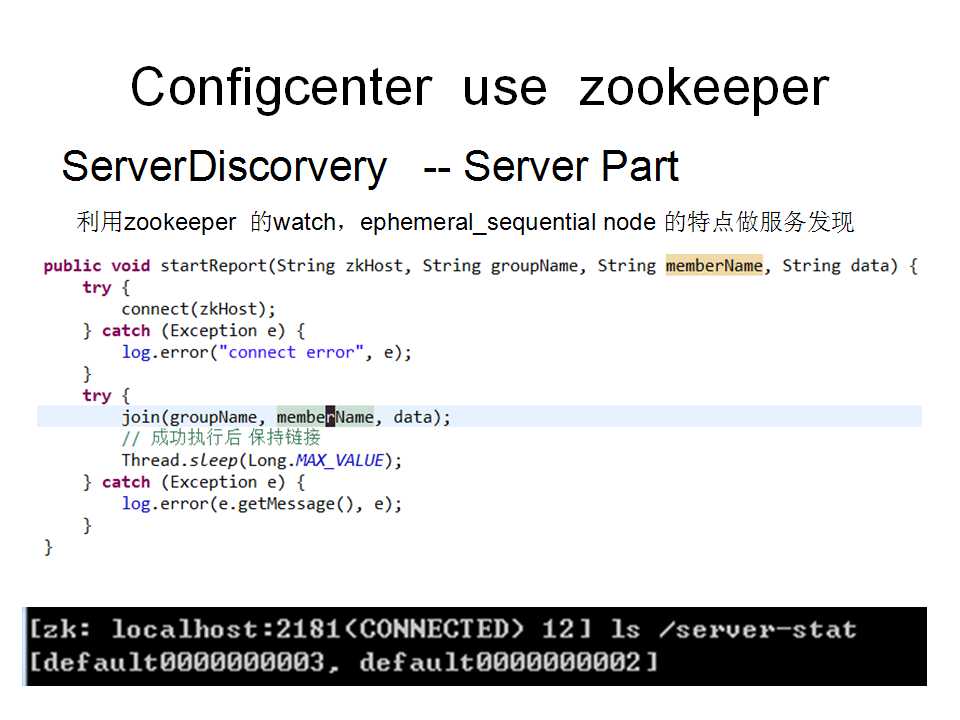 Configcenter use zookeeper
ServerDiscorvery -- Server Part
利用zookeeper 的watch，ephemeral_sequential node 的特点做服务发现
public void startReport(String zkHost, String groupName, String memberName, String data) {
try {
connect(zkHost);
} catch (Exception e) {
log.error("connect error", e);
}
try {
join(groupName, memberName, data);
// 成功执行后 保持链接
Thread.sleep(Long.MAX_VALUE);
} catch (Exception e) {
log.error(e.getMessage(), e);
}
}
[zk: localhost:2181(CONNECTED) 12] ls /server-stat
[default0000000003, default0000000002]